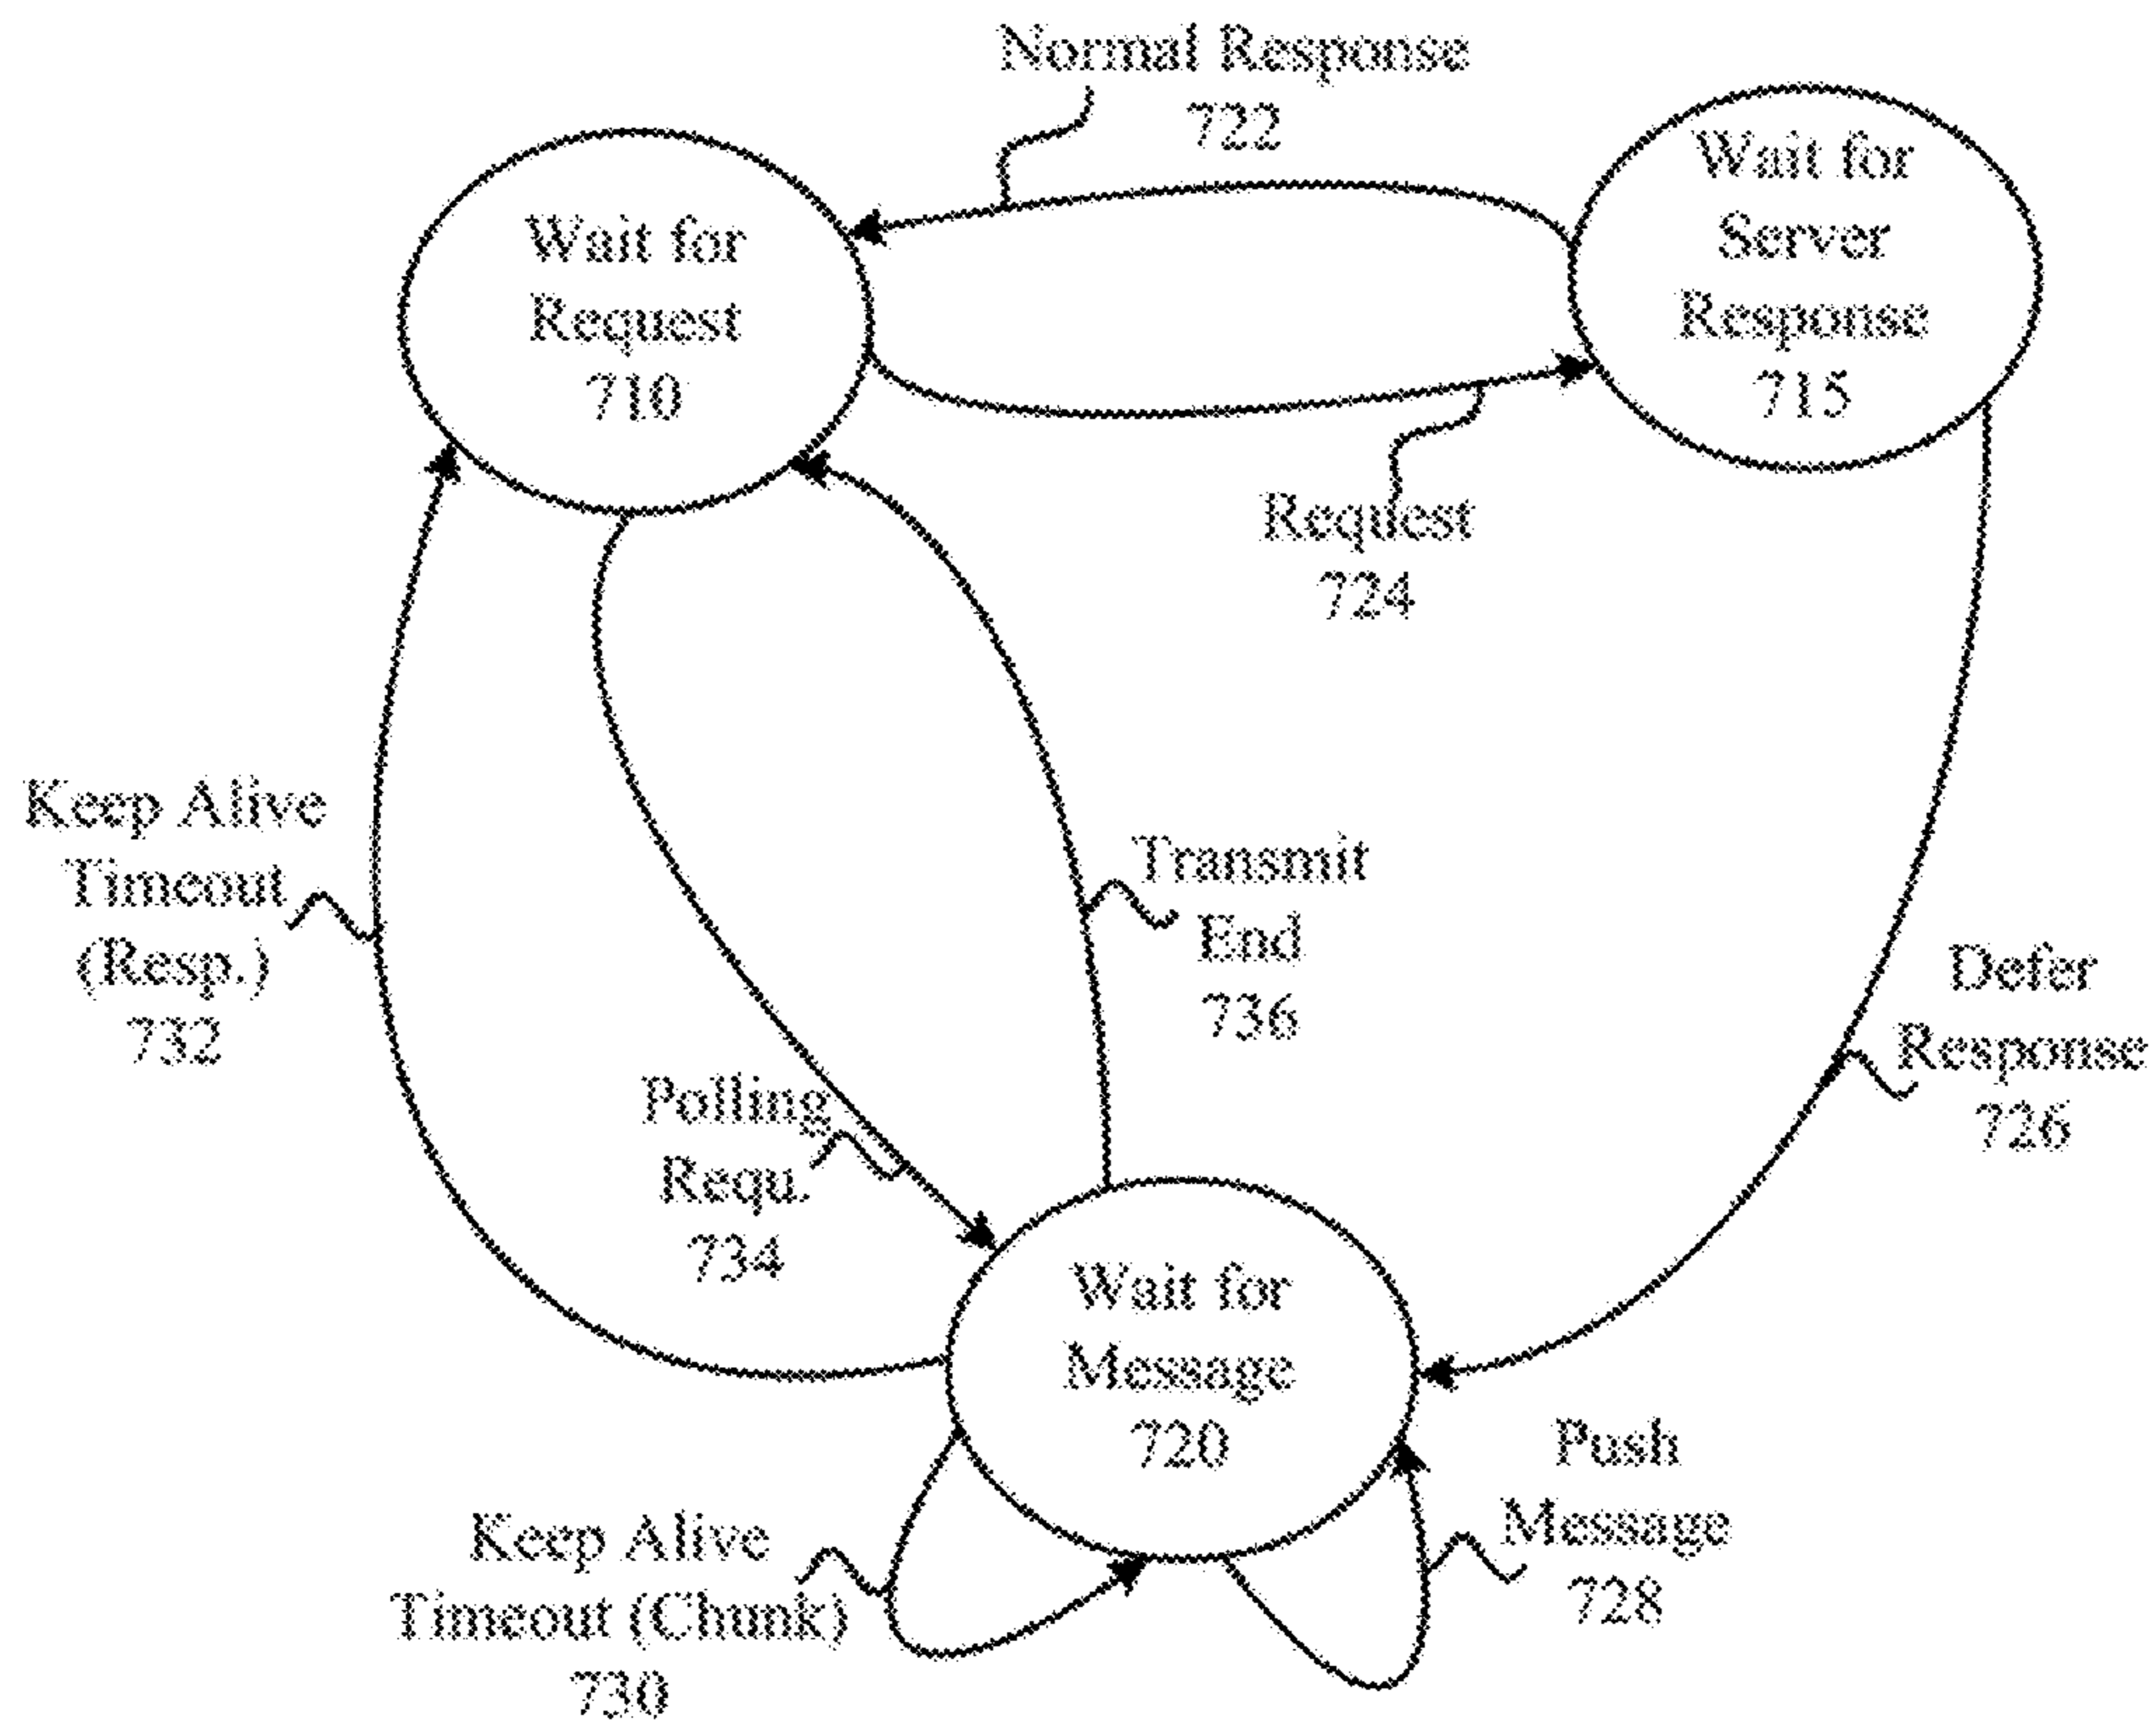 Normal Response
722
Wait for
Server
Response
715
Wait for
Request
710
Request
724
Keep Alive
Timeout
(Resp.)
732
Transmit
End
736
Defer
Response
726
Polling
Requ.
734
Wait for
Message
720
Push
Message
728
Keep Alive
Timeout (Chunk)
730